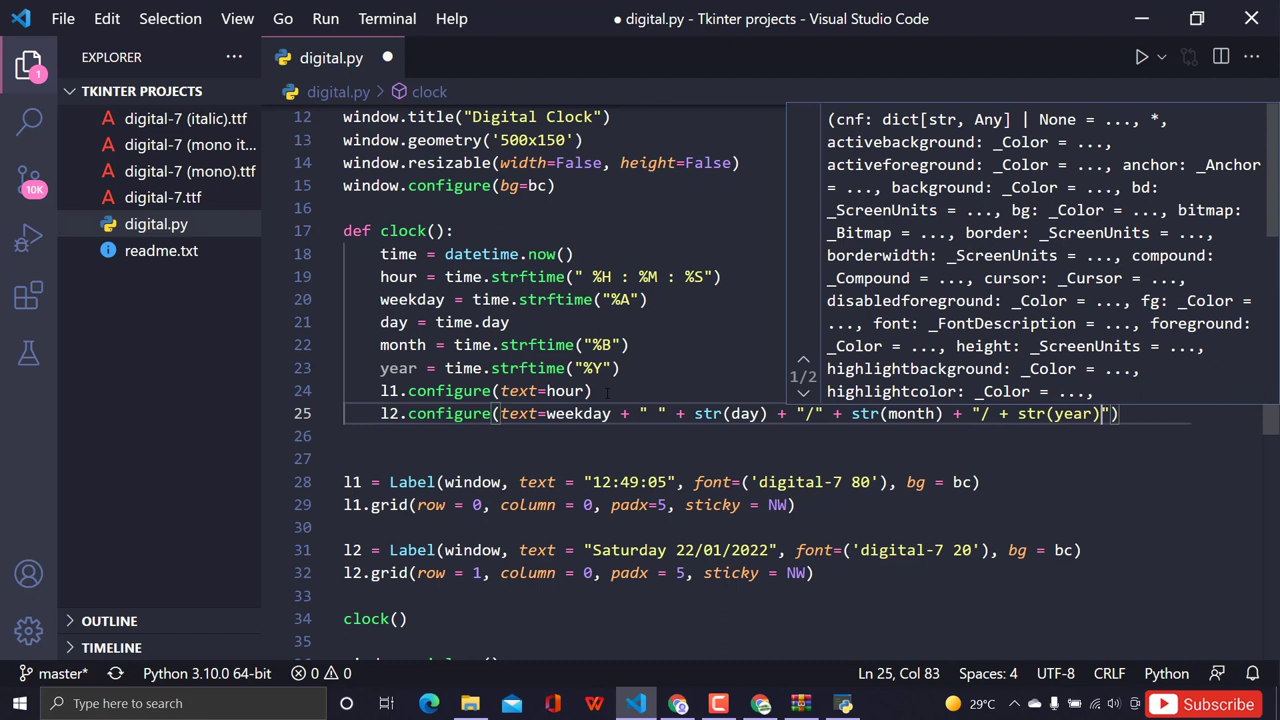 File Edit Selection View Go Run Terminal Help
● digital.py - Tkinter projects - Visual Studio Code
EXPLORER ···
digital.py
TKINTER PROJECTS
digital-7 (italic).ttf
digital-7 (mono it...
digital-7 (mono).ttf
digital-7.ttf
digital.py
readme.txt
OUTLINE
TIMELINE
1
10K
digital.py > clock
12 window.title("Digital Clock")
13 window.geometry('500x150')
14 window.resizable(width=False, height=False)
15 window.configure(bg=bc)
16
17 def clock():
18 time = datetime.now()
19 hour = time.strftime(" %H : %M : %S")
20 weekday = time.strftime("%A")
21 day = time.day
22 month = time.strftime("%B")
23 year = time.strftime("%Y")
24 l1.configure(text=hour)
25 l2.configure(text=weekday + " " + str(day) + "/" + str(month) + "/ + str(year)")
26
27
28 l1 = Label(window, text = "12:49:05", font=('digital-7 80'), bg = bc)
29 l1.grid(row = 0, column = 0, padx=5, sticky = NW)
30
31 l2 = Label(window, text = "Saturday 22/01/2022", font=('digital-7 20'), bg = bc)
32 l2.grid(row = 1, column = 0, padx = 5, sticky = NW)
33
34 clock()
35
(cnf: dict[str, Any] | None = ..., *,
activebackground: _Color = ...,
activeforeground: _Color = ..., anchor: _Anchor
= ..., background: _Color = ..., bd:
_ScreenUnits = ..., bg: _Color = ..., bitmap:
_Bitmap = ..., border: _ScreenUnits = ...,
borderwidth: _ScreenUnits = ..., compound:
_Compound = ..., cursor: _Cursor = ...,
disabledforeground: _Color = ..., fg: _Color =
..., font: _FontDescription = ..., foreground:
_Color = ..., height: _ScreenUnits = ...,
highlightbackground: _Color = ...,
highlightcolor: _Color = ...,
1/2
master* Python 3.10.0 64-bit 0 0 Ln 25, Col 83 Spaces: 4 UTF-8 CRLF Python
Type here to search
29°C
Subscribe